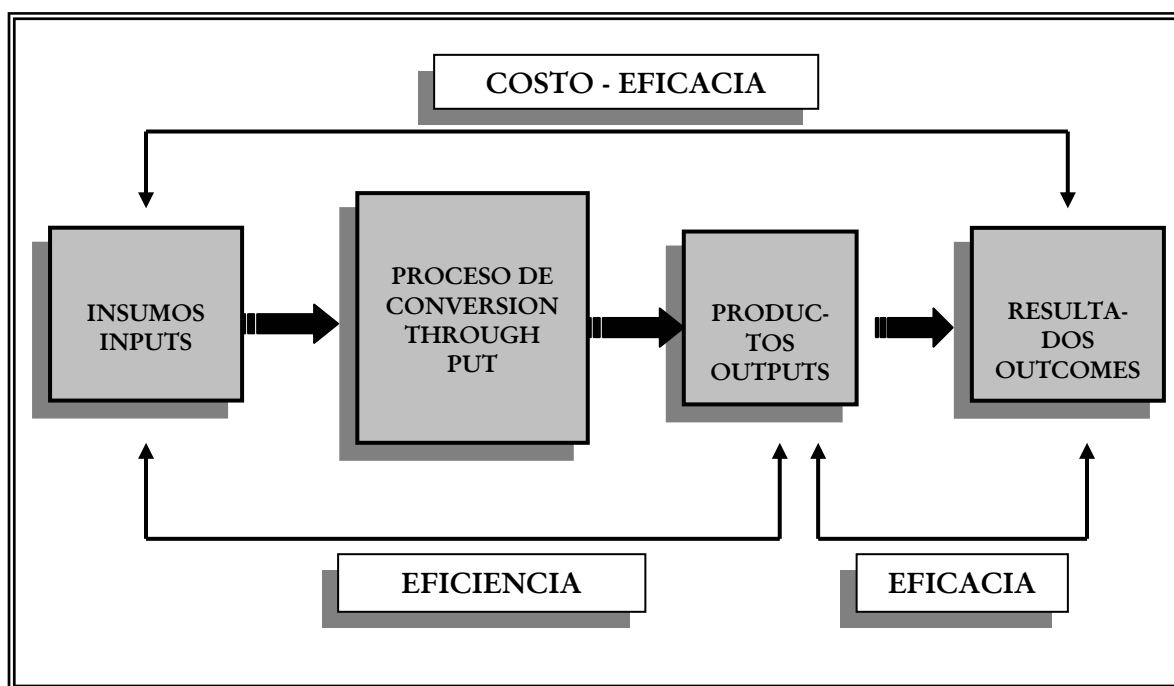 COSTO - EFICACIA
INSUMOS
INPUTS
PROCESO DE
CONVERSION
THROUGH
PUT
PRODUC-
TOS
OUTPUTS
RESULTA-
DOS
OUTCOMES
EFICIENCIA
EFICACIA